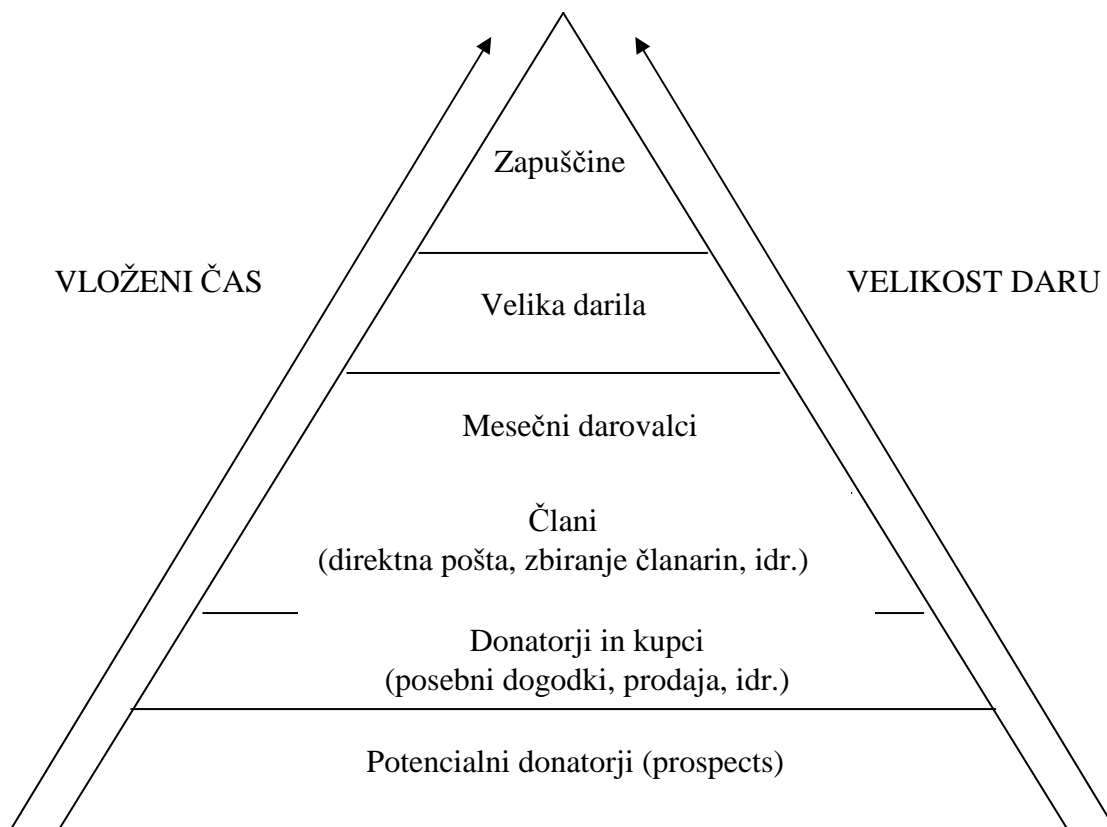 Zapuščine
VLOŽENI ČAS
VELIKOST DARU
Velika darila
Mesečni darovalci
Člani
(direktna pošta, zbiranje članarin, idr.)
Donatorji in kupci
(posebni dogodki, prodaja, idr.)
Potencialni donatorji (prospects)